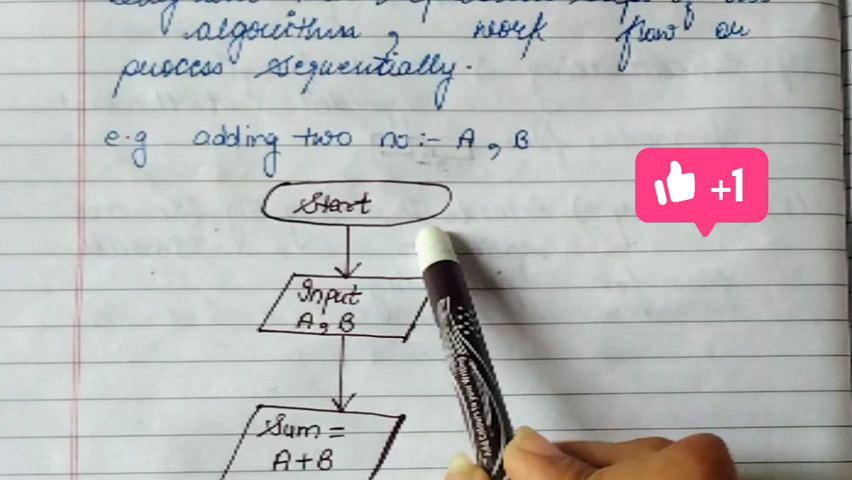 algorithm, work flow or
process sequentially.
e.g adding two no:- A, B
Start
+1
Input
A, B
Sum =
A+B